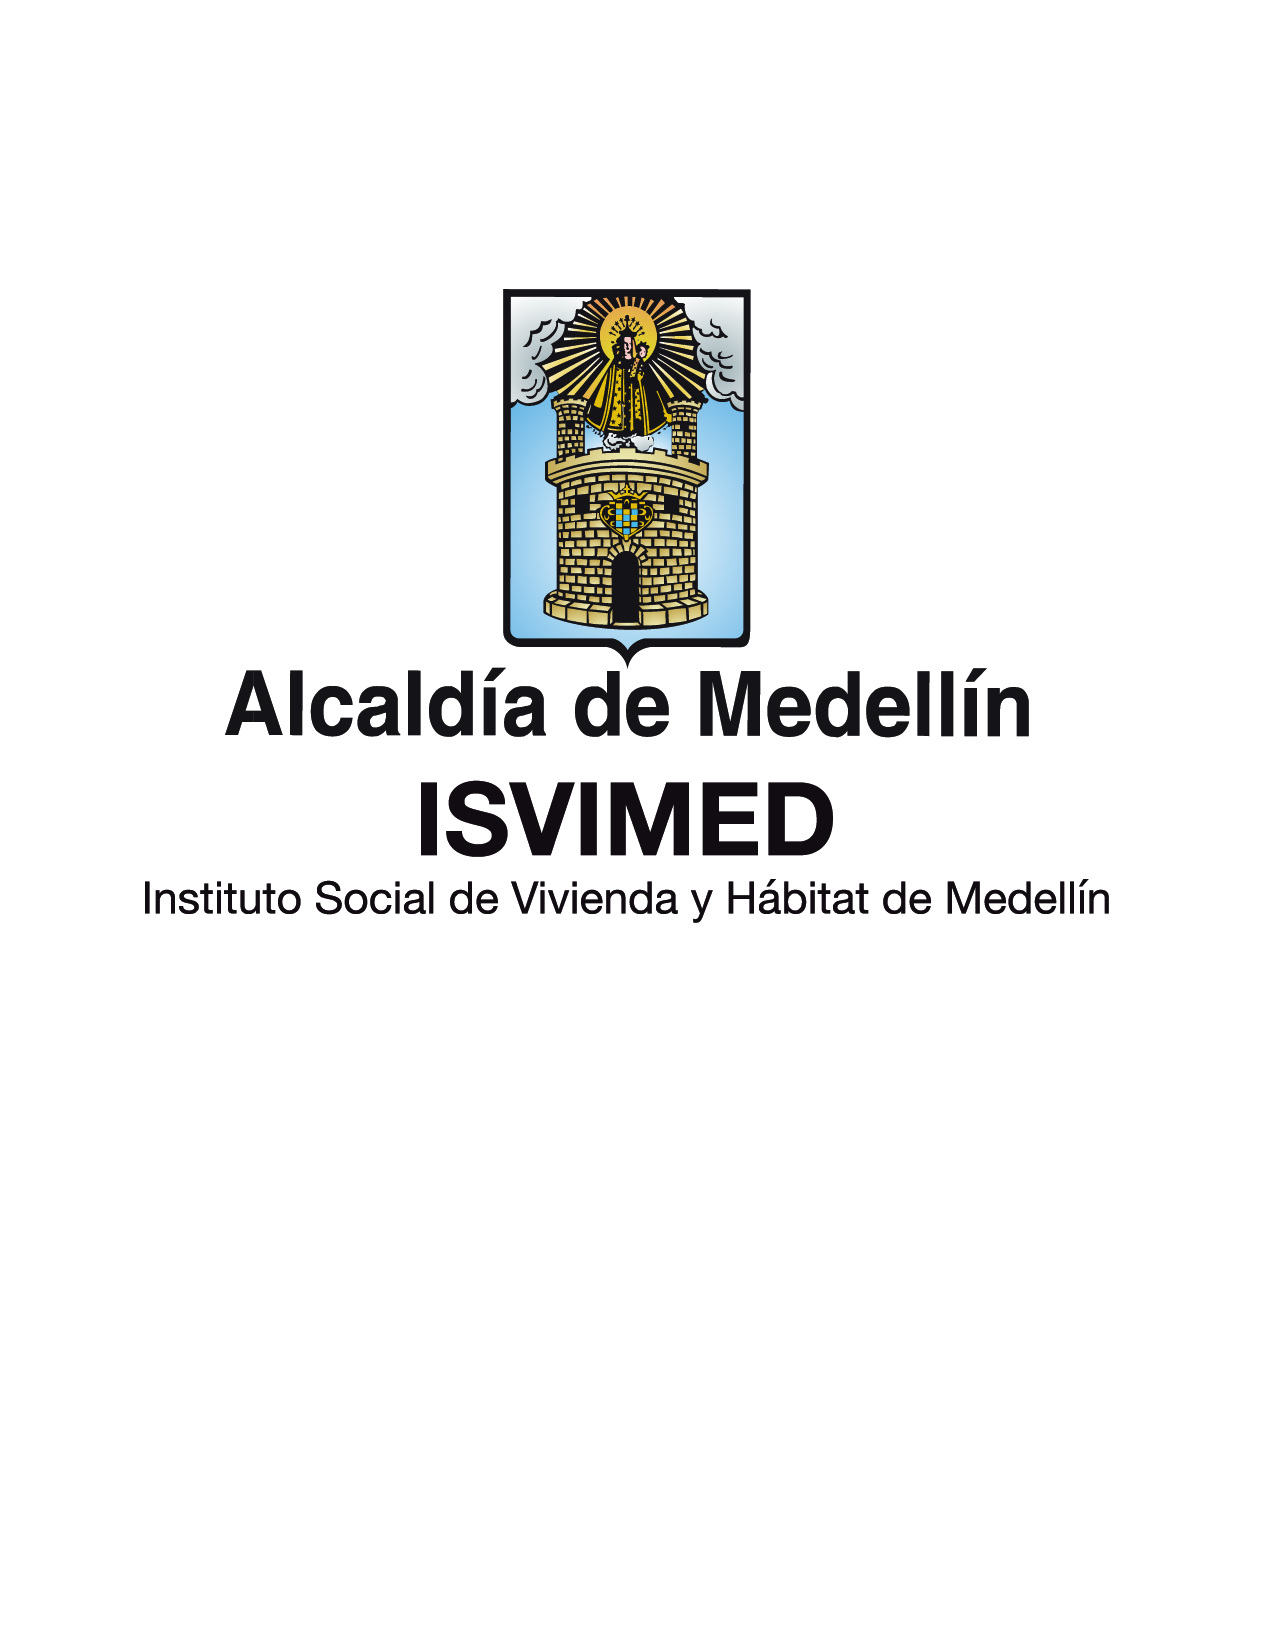 Alcaldía de Medellín
ISVIMED
Instituto Social de Vivienda y Hábitat de Medellín